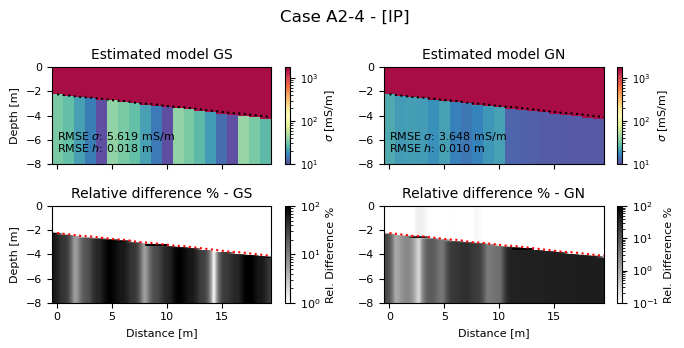 Case A2-4 - [IP]
Estimated model GS
Estimated model GN
0
−2
−4
−6
−8
Depth [m]
RMSE σ: 5.619 mS/m
RMSE h: 0.018 m
10³
10²
10¹
σ [mS/m]
0
−2
−4
−6
−8
RMSE σ: 3.648 mS/m
RMSE h: 0.010 m
10³
10²
10¹
σ [mS/m]
Relative difference % - GS
Relative difference % - GN
0
−2
−4
−6
−8
Depth [m]
0 5 10 15
Distance [m]
10²
10¹
10⁰
Rel. Difference %
0
−2
−4
−6
−8
0 5 10 15
Distance [m]
10²
10¹
10⁰
10⁻¹
Rel. Difference %